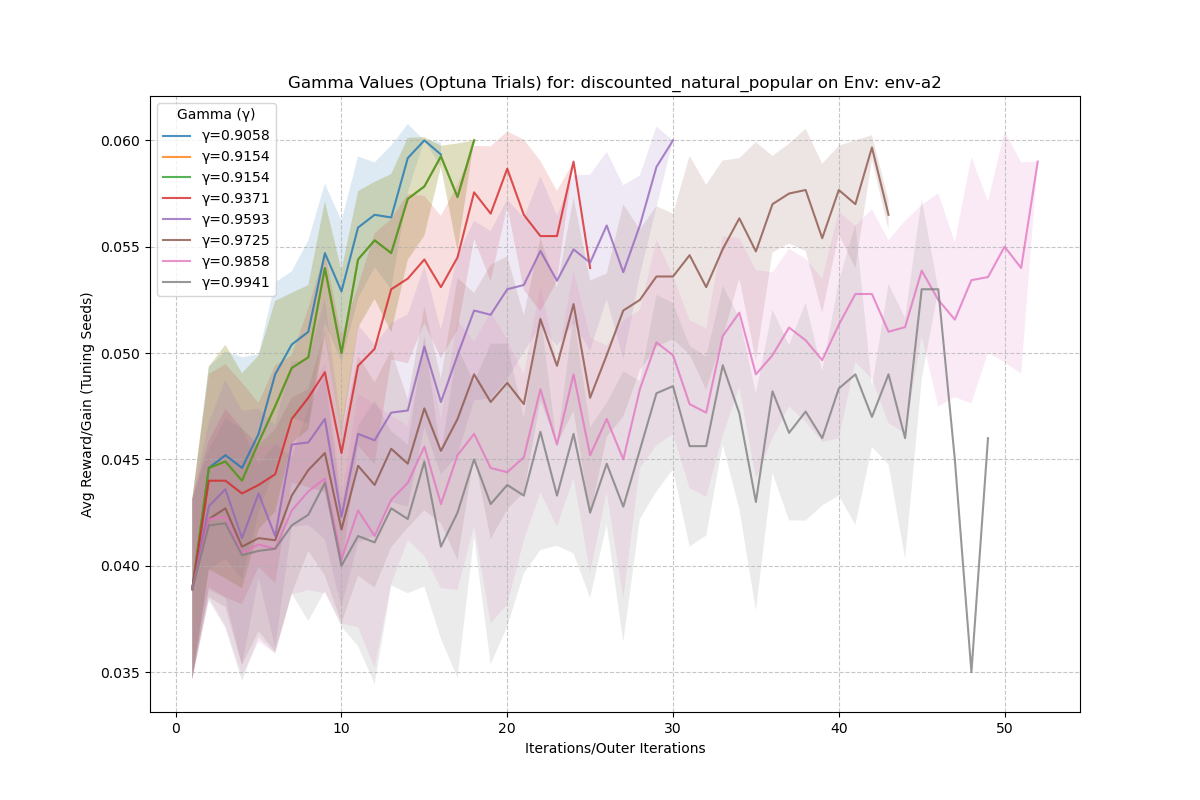 Gamma Values (Optuna Trials) for: discounted_natural_popular on Env: env-a2
Gamma (γ)
γ=0.9058
γ=0.9154
γ=0.9154
γ=0.9371
γ=0.9593
γ=0.9725
γ=0.9858
γ=0.9941
Avg Reward/Gain (Tuning Seeds)
0.060
0.055
0.050
0.045
0.040
0.035
0 10 20 30 40 50
Iterations/Outer Iterations